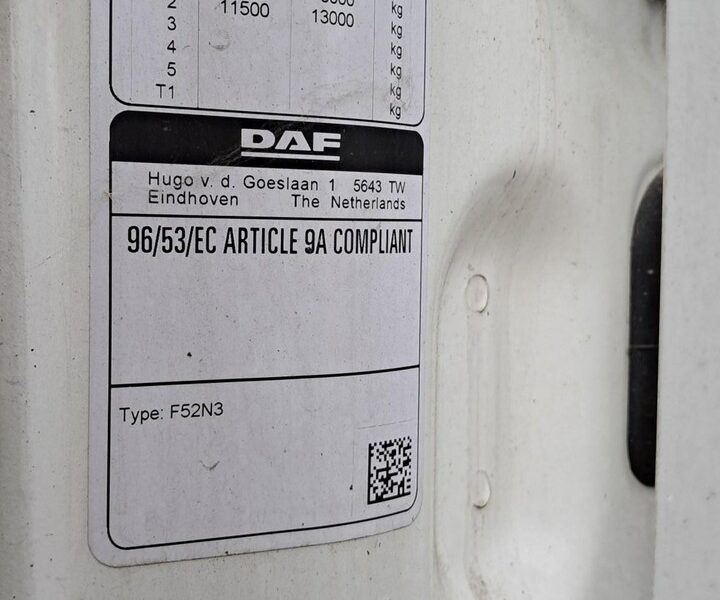 2 11500 kg
3 13000 kg
4 kg
5 kg
T1 kg
kg
DAF
Hugo v. d. Goeslaan 1 5643 TW
Eindhoven The Netherlands
96/53/EC ARTICLE 9A COMPLIANT
Type: F52N3